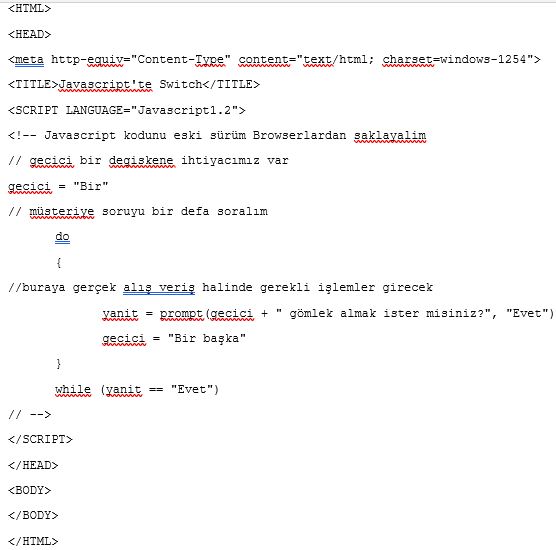 <HTML>
<HEAD>
<meta http-equiv="Content-Type" content="text/html; charset=windows-1254">
<TITLE>Javascript'te Switch</TITLE>
<SCRIPT LANGUAGE="Javascript1.2">
<!-- Javascript kodunu eski sürüm Browserlardan saklayalim
// gecici bir degiskene ihtiyacımız var
gecici = "Bir"
// müsteriye soruyu bir defa soralım
do
{
//buraya gerçek alış veriş halinde gerekli işlemler girecek
yanit = prompt(gecici + " gömlek almak ister misiniz?", "Evet")
gecici = "Bir başka"
}
while (yanit == "Evet")
// -->
</SCRIPT>
</HEAD>
<BODY>
</BODY>
</HTML>